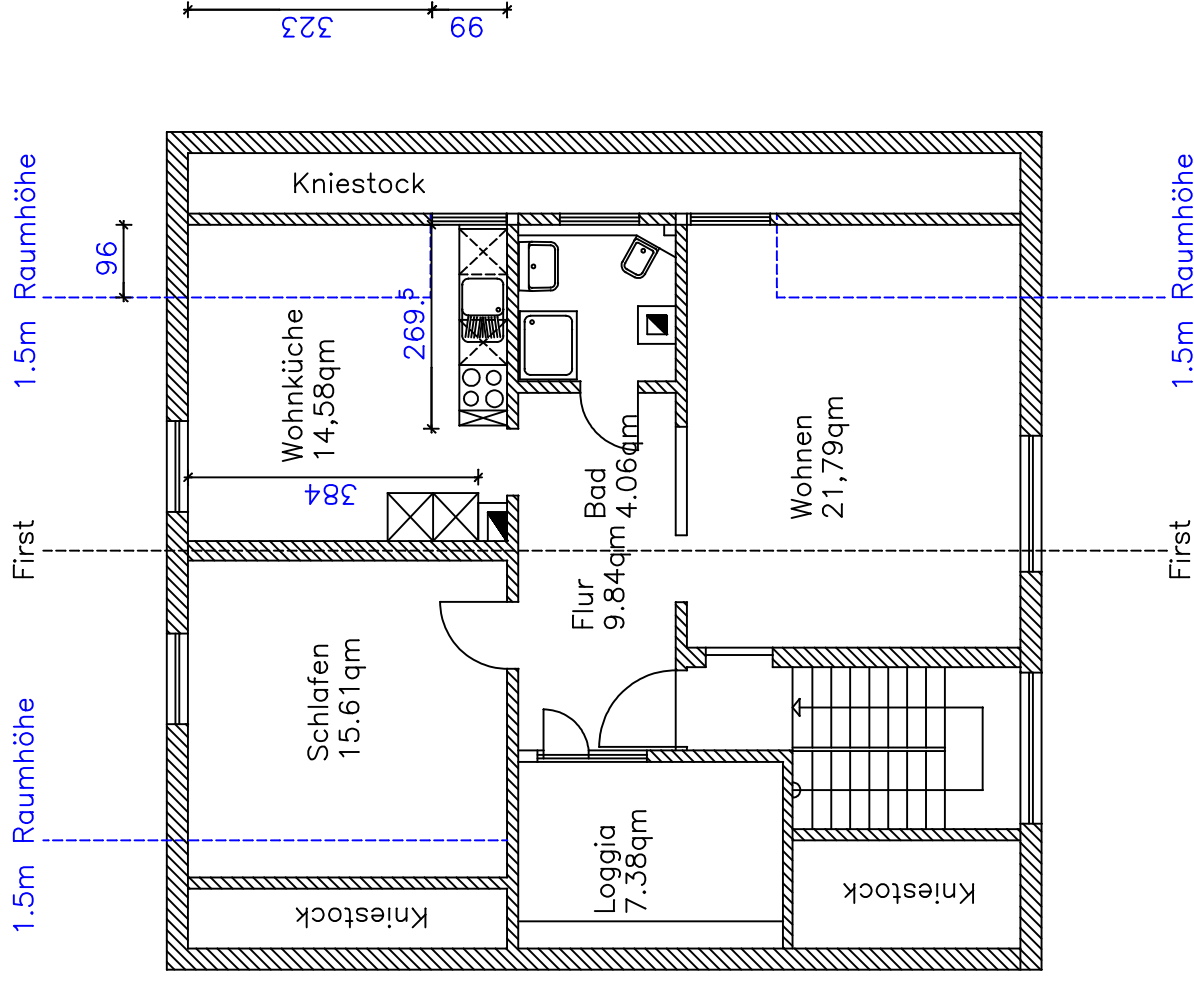 323
99
1.5m Raumhöhe
96
Kniestock
1.5m Raumhöhe
269.5
Wohnküche
14,58qm
384
Bad
4.06qm
Wohnen
21,79qm
First
First
Flur
9.84qm
Schlafen
15.61qm
1.5m Raumhöhe
Loggia
7.38qm
Kniestock
Kniestock